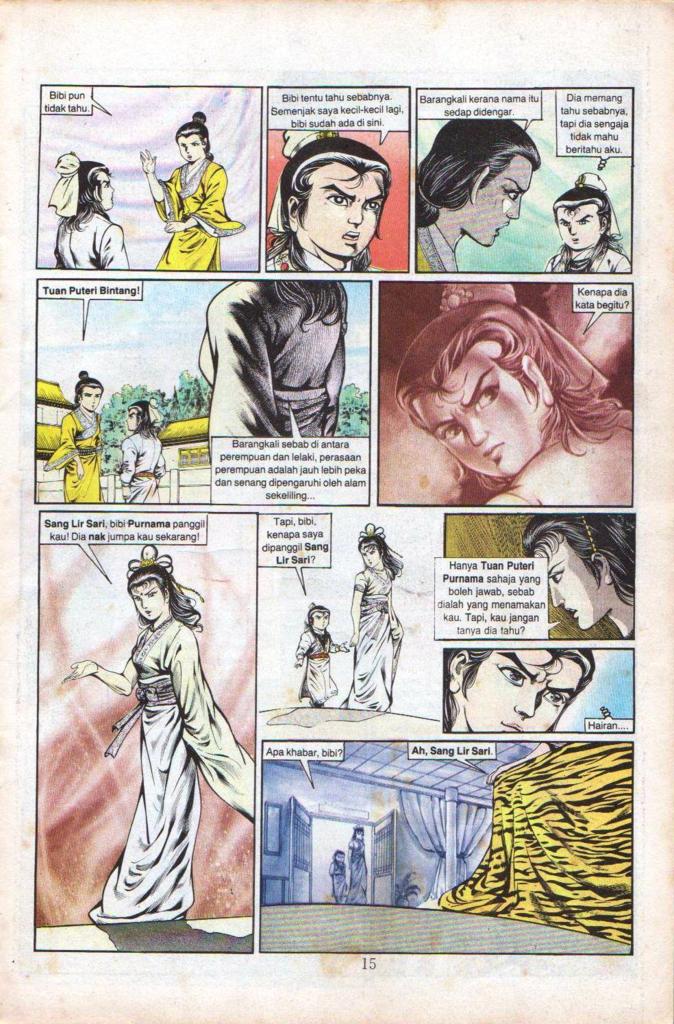 Bibi pun
tidak tahu.
Bibi tentu tahu sebabnya.
Semenjak saya kecil-kecil lagi,
bibi sudah ada di sini.
Barangkali kerana nama itu
sedap didengar.
Dia memang
tahu sebabnya,
tapi dia sengaja
tidak mahu
beritahu aku.
Tuan Puteri Bintang!
Barangkali sebab di antara
perempuan dan lelaki, perasaan
perempuan adalah jauh lebih peka
dan senang dipengaruhi oleh alam
sekeliling...
Kenapa dia
kata begitu?
Sang Lir Sari, bibi Purnama panggil
kau! Dia nak jumpa kau sekarang!
Tapi, bibi,
kenapa saya
dipanggil Sang
Lir Sari?
Hanya Tuan Puteri
Purnama sahaja yang
boleh jawab, sebab
dialah yang menamakan
kau. Tapi, kau jangan
tanya dia tahu?
Hairan....
Apa khabar, bibi?
Ah, Sang Lir Sari.
15